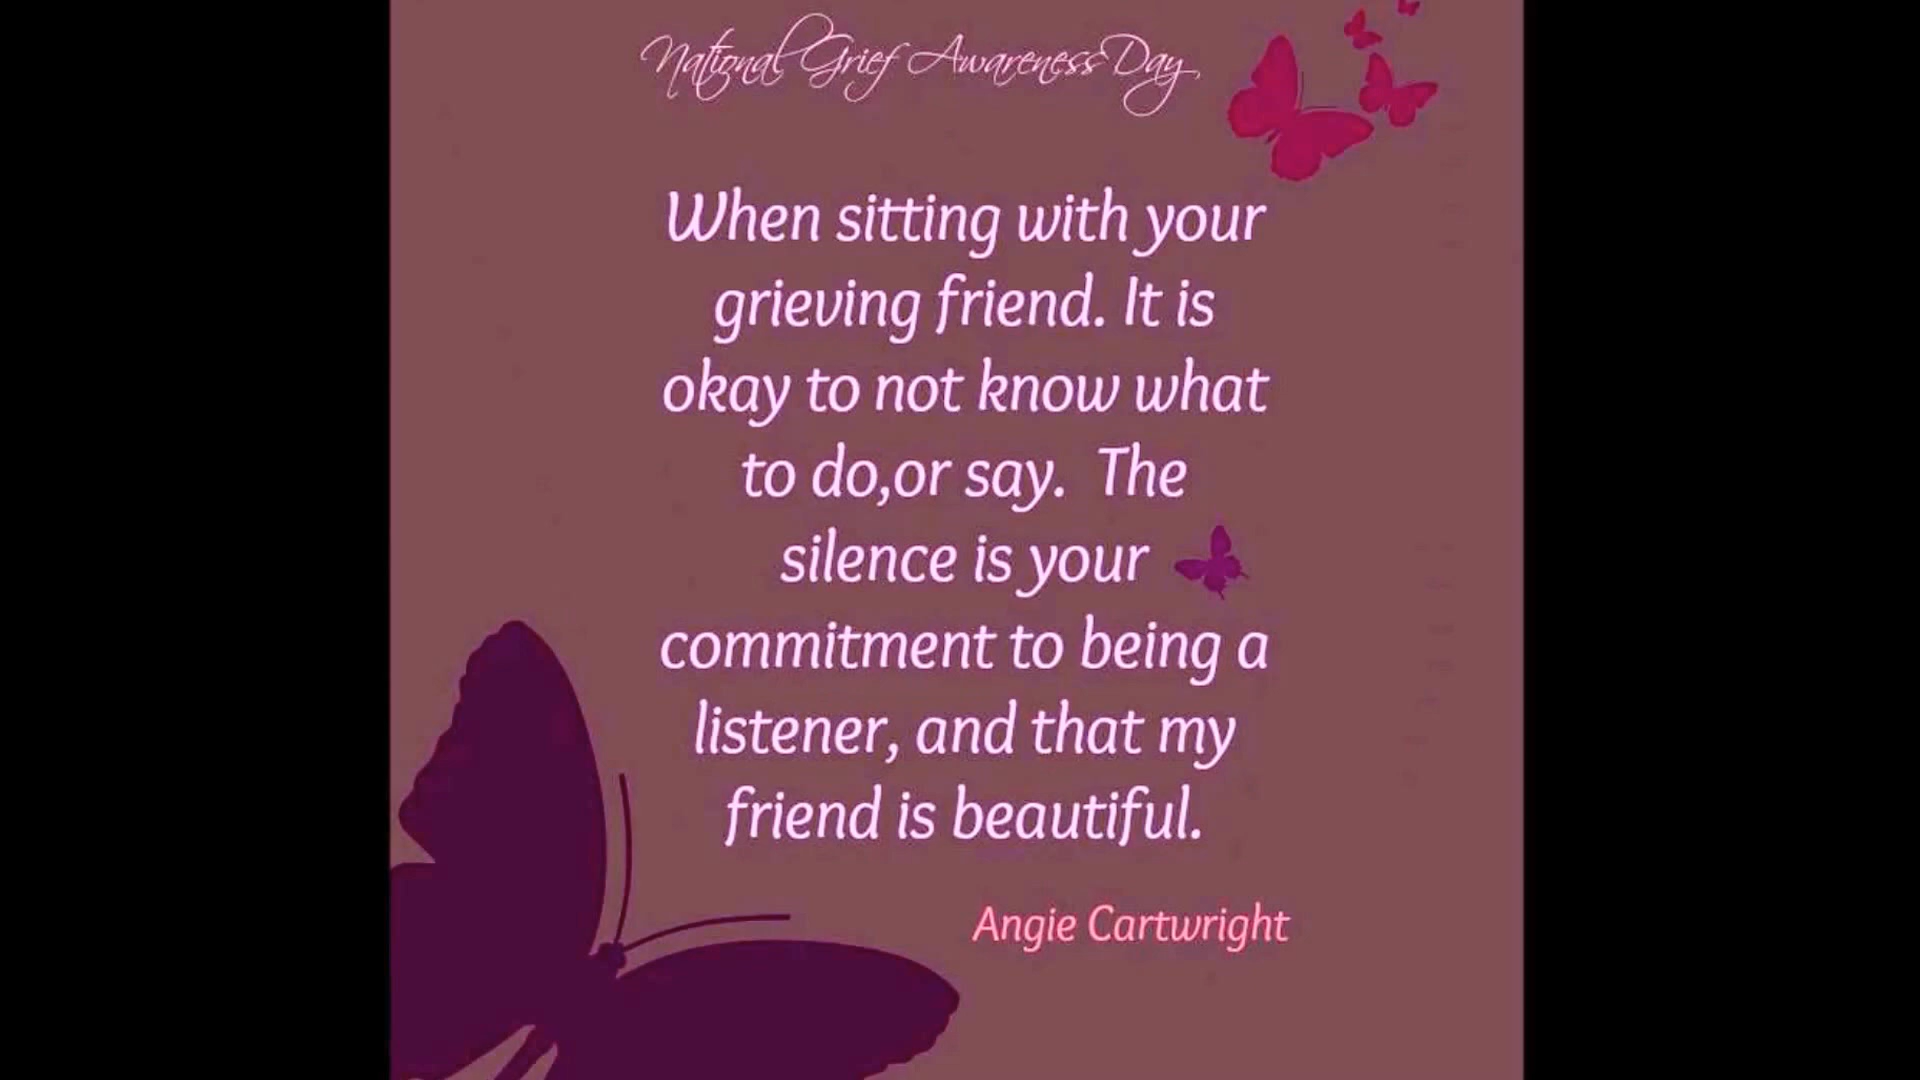 National Grief Awareness Day
When sitting with your
grieving friend. It is
okay to not know what
to do,or say. The
silence is your
commitment to being a
listener, and that my
friend is beautiful.
Angie Cartwright